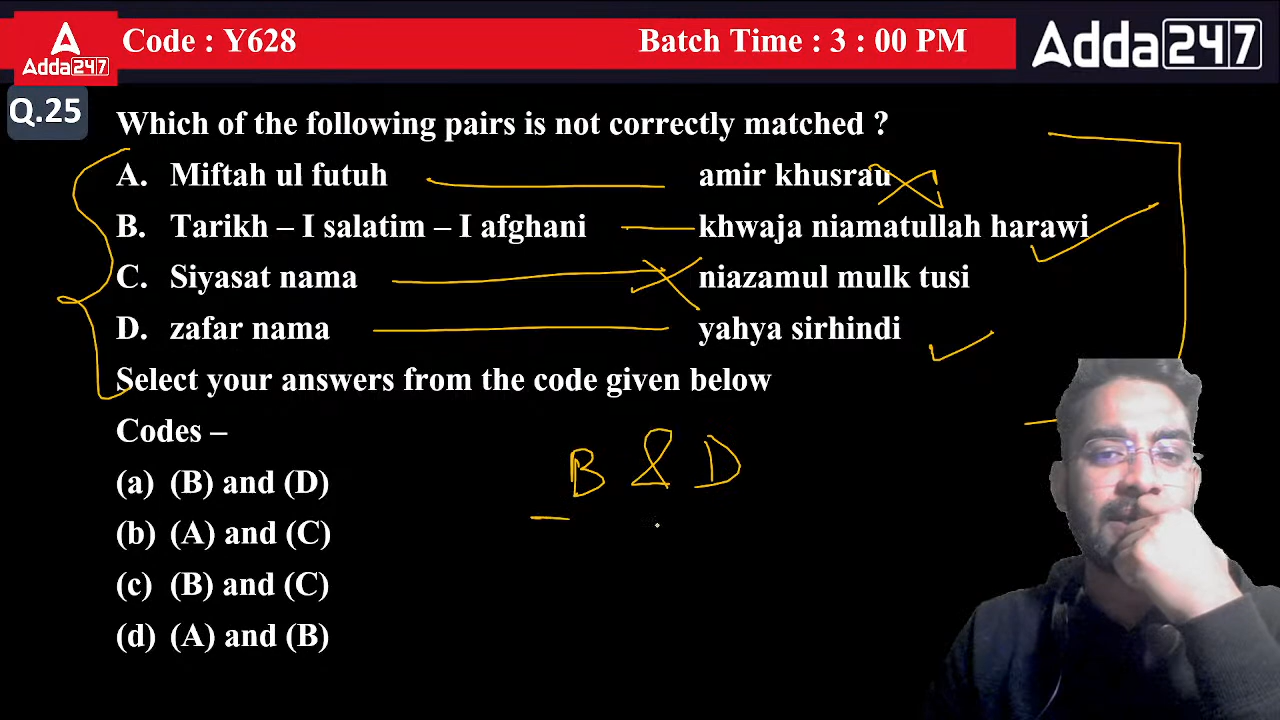 Code : Y628
Batch Time : 3 : 00 PM
Adda247
Adda247
Q.25
Which of the following pairs is not correctly matched ?
A. Miftah ul futuh amir khusrau
B. Tarikh – I salatim – I afghani khwaja niamatullah harawi
C. Siyasat nama niazamul mulk tusi
D. zafar nama yahya sirhindi
Select your answers from the code given below
Codes –
B & D
(a) (B) and (D)
(b) (A) and (C)
(c) (B) and (C)
(d) (A) and (B)